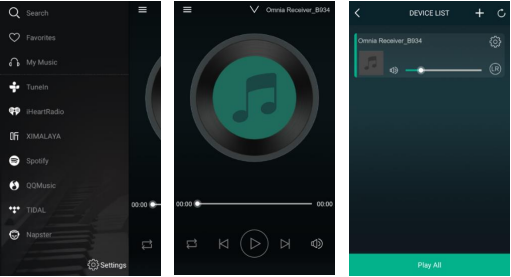 Search
Favorites
My Music
TuneIn
iHeartRadio
XIMALAYA
Spotify
QQMusic
TIDAL
Napster
Settings
00:00
Omnia Receiver_B934
00:00
00:00
DEVICE LIST
Omnia Receiver_B934
LR
Play All